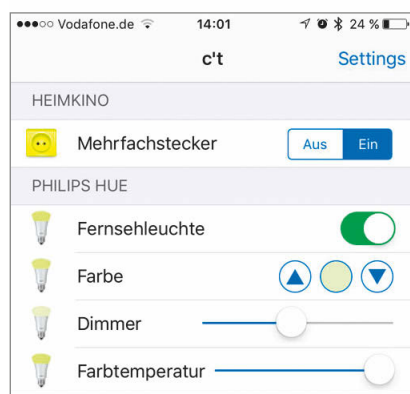 Vodafone.de 14:01 24 %
c't Settings
HEIMKINO
Mehrfachstecker Aus Ein
PHILIPS HUE
Fernsehleuchte
Farbe
Dimmer
Farbtemperatur